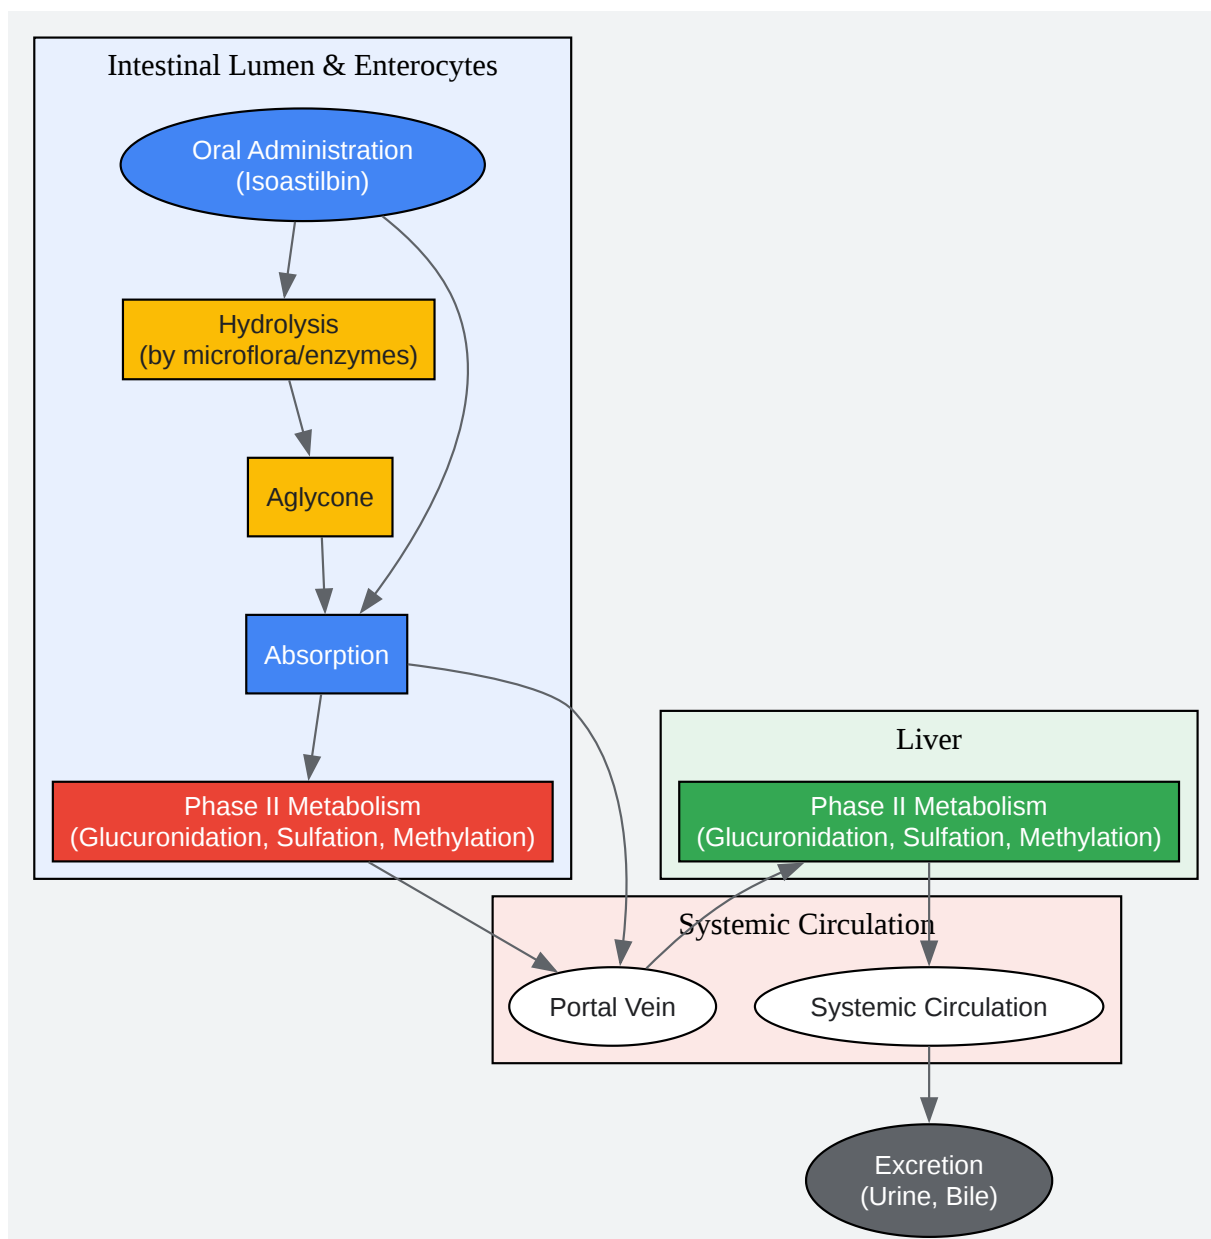 Intestinal Lumen & Enterocytes
Oral Administration
(Isoastilbin)
Hydrolysis
(by microflora/enzymes)
Aglycone
Absorption
Phase II Metabolism
(Glucuronidation, Sulfation, Methylation)
Liver
Phase II Metabolism
(Glucuronidation, Sulfation, Methylation)
Systemic Circulation
Portal Vein
Systemic Circulation
Excretion
(Urine, Bile)